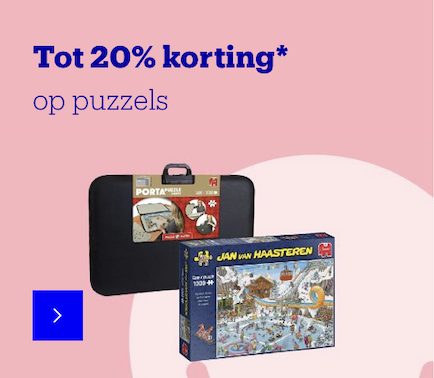 Tot 20% korting*
op puzzels
PORTAPUZZLE
JAN VAN HAASTEREN
1000